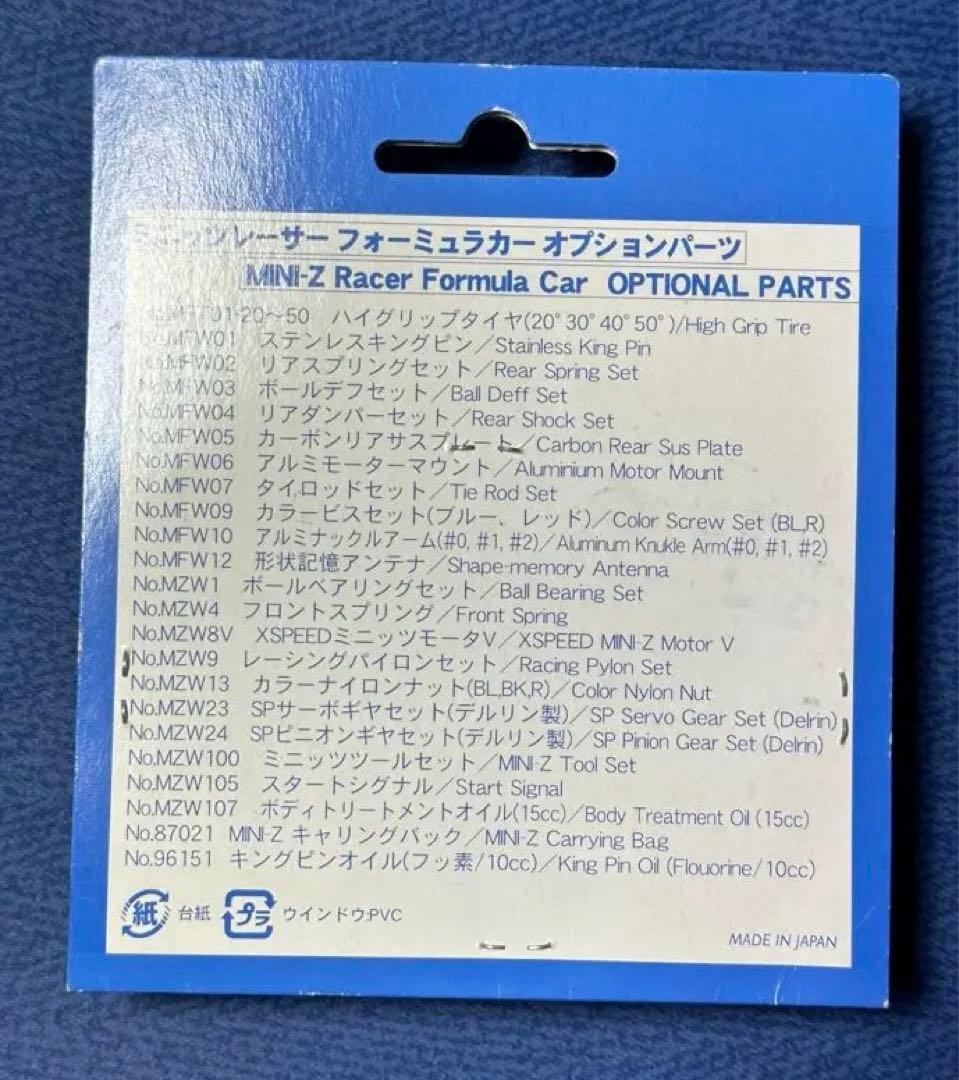 ミニッツレーサー フォーミュラカー オプションパーツ
MINI-Z Racer Formula Car OPTIONAL PARTS
20〜50 ハイグリップタイヤ(20° 30° 40° 50°)/High Grip Tire
No.MFW01 ステンレスキングピン/Stainless King Pin
No.MFW02 リアスプリングセット/Rear Spring Set
No.MFW03 ボールデフセット/Ball Deff Set
No.MFW04 リアダンパーセット/Rear Shock Set
No.MFW05 カーボンリアサスプレート/Carbon Rear Sus Plate
No.MFW06 アルミモーターマウント/Aluminium Motor Mount
No.MFW07 タイロッドセット/Tie Rod Set
No.MFW09 カラービスセット(ブルー、レッド)/Color Screw Set (BL,R)
No.MFW10 アルミナックルアーム(#0, #1, #2)/Aluminum Knukle Arm(#0, #1, #2)
No.MFW12 形状記憶アンテナ/Shape-memory Antenna
No.MZW1 ボールベアリングセット/Ball Bearing Set
No.MZW4 フロントスプリング/Front Spring
No.MZW8V XSPEEDミニッツモータV/XSPEED MINI-Z Motor V
No.MZW9 レーシングパイロンセット/Racing Pylon Set
No.MZW13 カラーナイロンナット(BL,BK,R)/Color Nylon Nut
No.MZW23 SPサーボギヤセット(デルリン製)/SP Servo Gear Set (Delrin)
No.MZW24 SPピニオンギヤセット(デルリン製)/SP Pinion Gear Set (Delrin)
No.MZW100 ミニッツツールセット/MINI-Z Tool Set
No.MZW105 スタートシグナル/Start Signal
No.MZW107 ボディトリートメントオイル(15cc)/Body Treatment Oil (15cc)
No.87021 MINI-Z キャリングバック/MINI-Z Carrying Bag
No.96151 キングピンオイル(フッ素/10cc)/King Pin Oil (Flouorine/10cc)
紙 台紙 プラ ウインドウ:PVC
MADE IN JAPAN